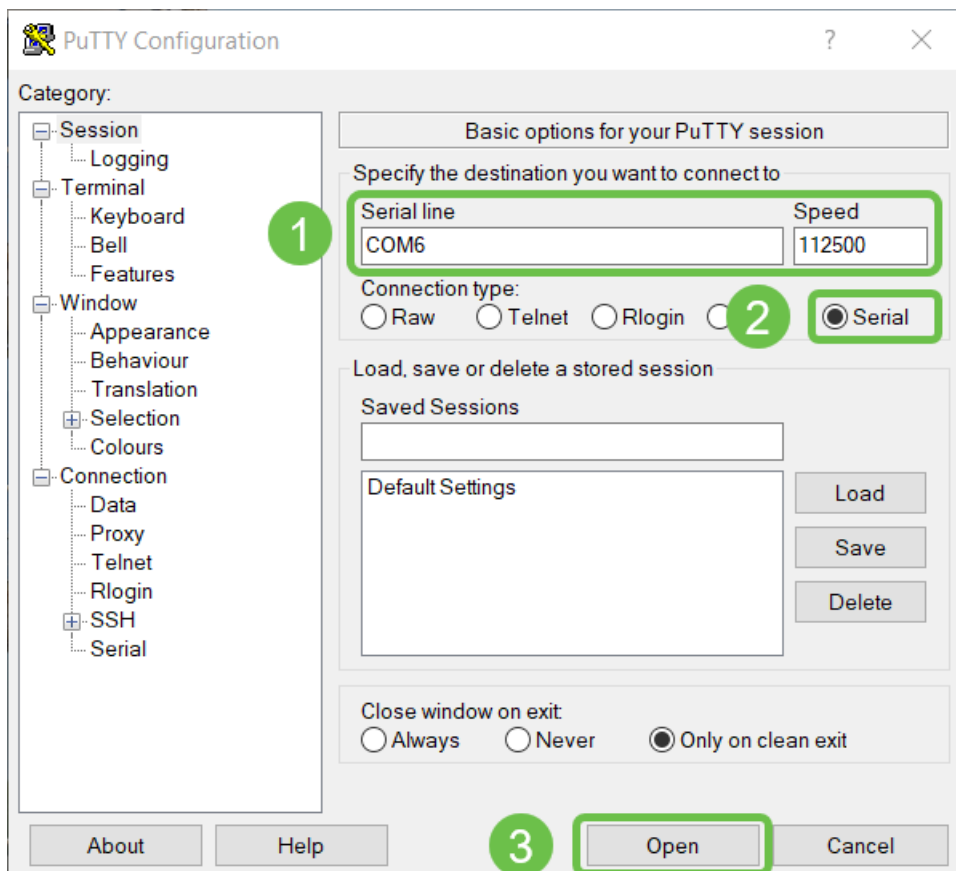 PuTTY Configuration ?
Category:
Session
Logging
Terminal
Keyboard
Bell
Features
Window
Appearance
Behaviour
Translation
Selection
Colours
Connection
Data
Proxy
Telnet
Rlogin
SSH
Serial
Basic options for your PuTTY session
Specify the destination you want to connect to
Serial line Speed
1 COM6 112500
Connection type:
Raw Telnet Rlogin 2 Serial
Load, save or delete a stored session
Saved Sessions
Default Settings
Load
Save
Delete
Close window on exit:
Always Never Only on clean exit
About Help 3 Open Cancel